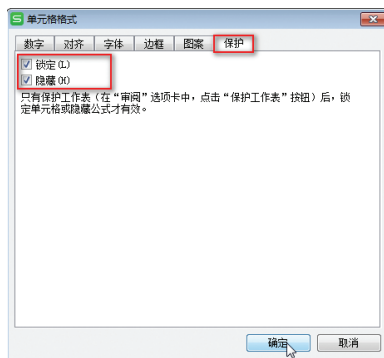 单元格格式
数字 对齐 字体 边框 图案 保护
锁定(L)
隐藏(H)
只有保护工作表(在“审阅”选项卡中,点击“保护工作表”按钮)后,锁
定单元格或隐藏公式才有效。
确定 取消